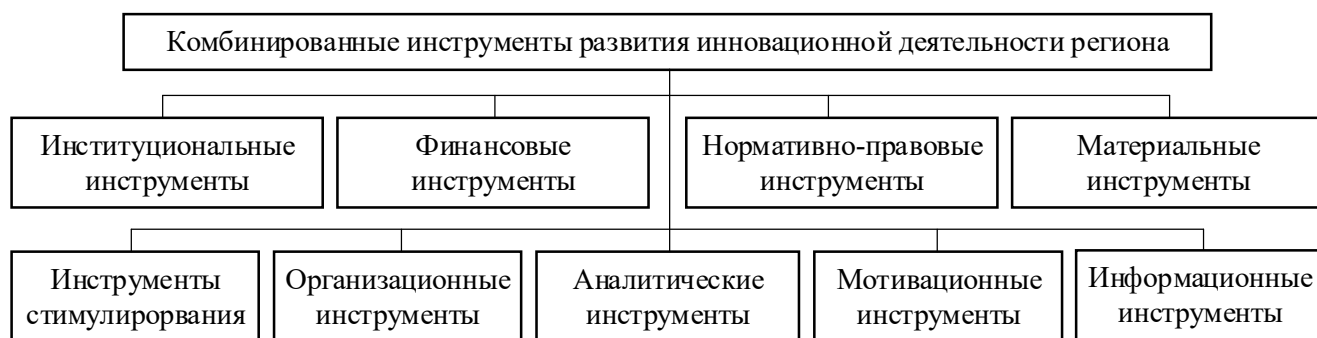 Комбинированные инструменты развития инновационной деятельности региона
Институциональные
инструменты
Финансовые
инструменты
Нормативно-правовые
инструменты
Материальные
инструменты
Инструменты
стимулирорвания
Организационные
инструменты
Аналитические
инструменты
Мотивационные
инструменты
Информационные
инструменты